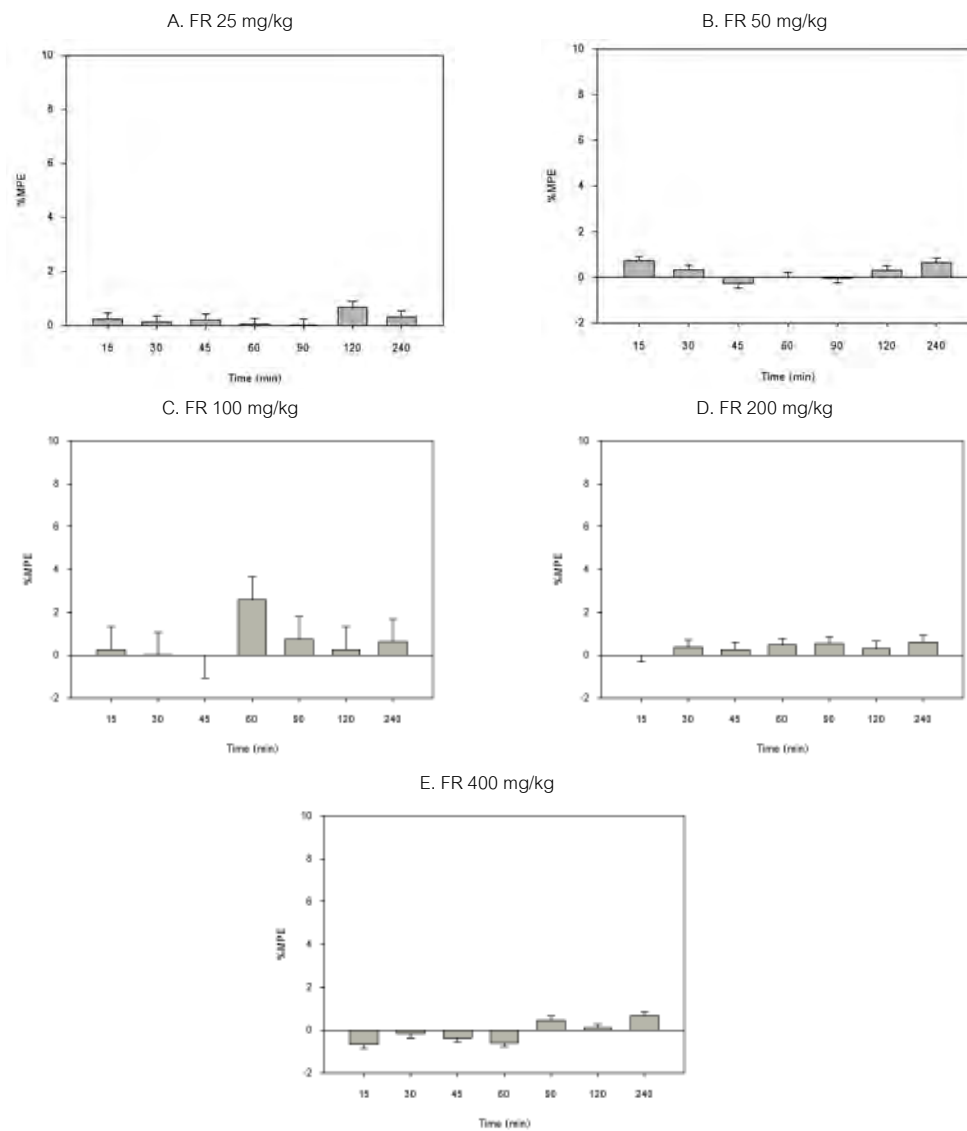 A. FR 25 mg/kg
10
8
6
4
2
0
%MPE
15 30 45 60 90 120 240
Time (min)
B. FR 50 mg/kg
10
8
6
4
2
0
-2
%MPE
15 30 45 60 90 120 240
Time (min)
C. FR 100 mg/kg
10
8
6
4
2
0
-2
%MPE
15 30 45 60 90 120 240
Time (min)
D. FR 200 mg/kg
10
8
6
4
2
0
-2
%MPE
15 30 45 60 90 120 240
Time (min)
E. FR 400 mg/kg
10
8
6
4
2
0
-2
%MPE
15 30 45 60 90 120 240
Time (min)